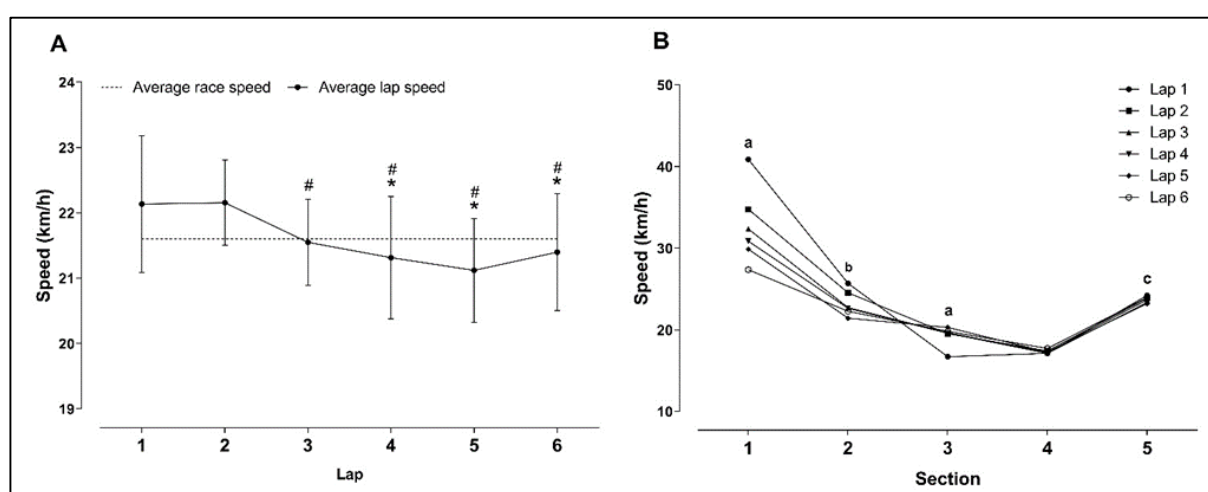 A
24
23
22
21
20
19
Speed (km/h)
Average race speed
Average lap speed
#
#
*
#
*
#
*
1 2 3 4 5 6
Lap
B
50
40
30
20
10
Speed (km/h)
Lap 1
Lap 2
Lap 3
Lap 4
Lap 5
Lap 6
a
b
a
c
1 2 3 4 5
Section